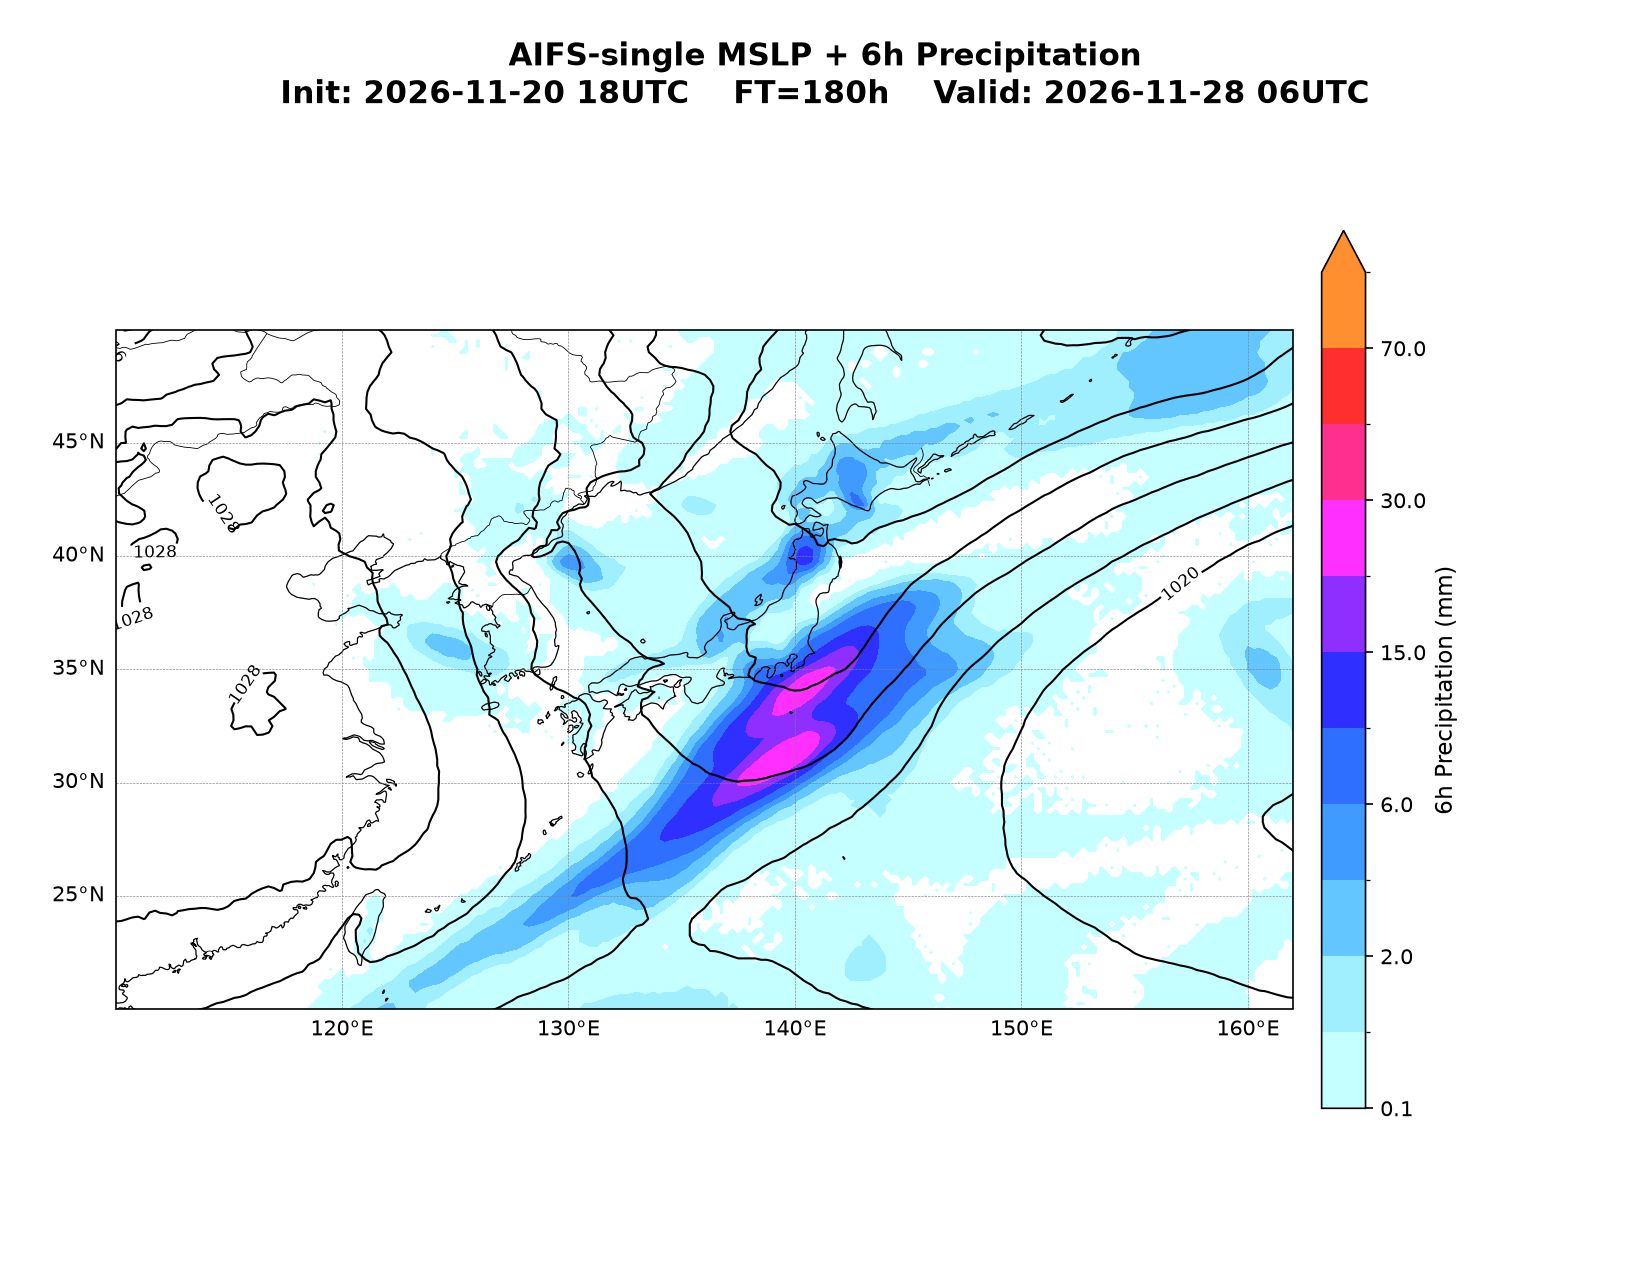 AIFS-single MSLP + 6h Precipitation
Init: 2026-11-20 18UTC    FT=180h    Valid: 2026-11-28 06UTC
70.0
45°N
30.0
1028
1028
40°N
1020
1028
15.0
35°N
1028
6h Precipitation (mm)
30°N
6.0
25°N
2.0
120°E
130°E
140°E
150°E
160°E
0.1